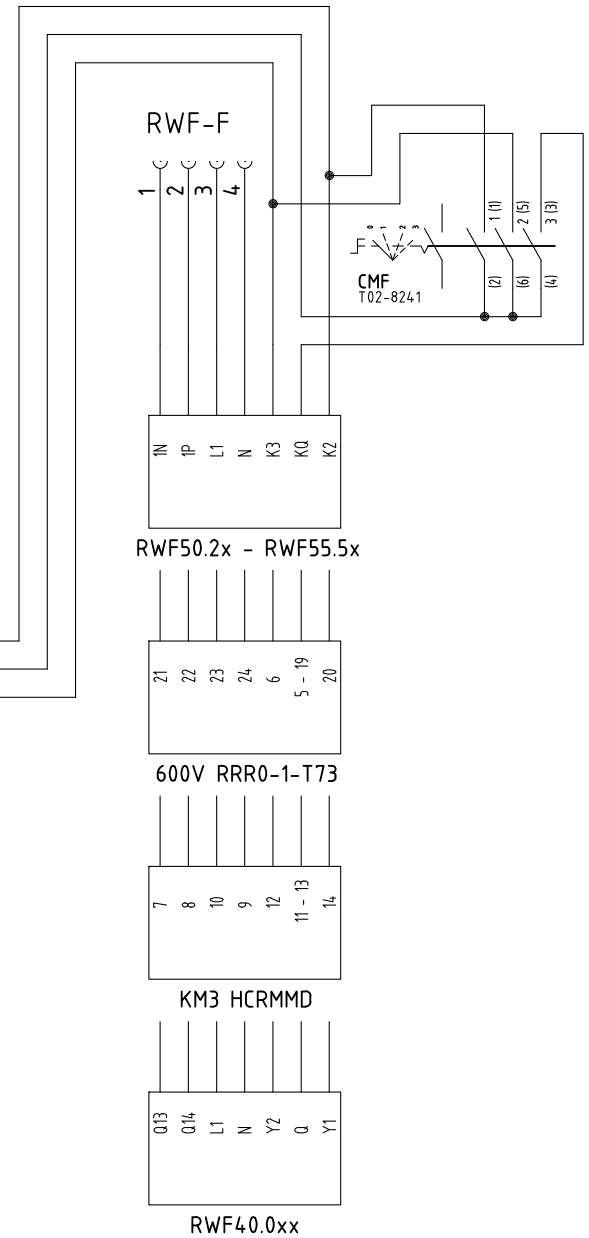 RWF-F
1 2 3 4
0 1 2 3
1 (1) 2 (5) 3 (3)
CMF
T02-8241
(2) (6) (4)
1N 1P L1 N K3 KQ K2
RWF50.2x - RWF55.5x
21 22 23 24 6 5 - 19 20
600V RRR0-1-T73
7 8 10 9 12 11 - 13 14
KM3 HCRMMD
Q13 Q14 L1 N Y2 Q Y1
RWF40.0xx